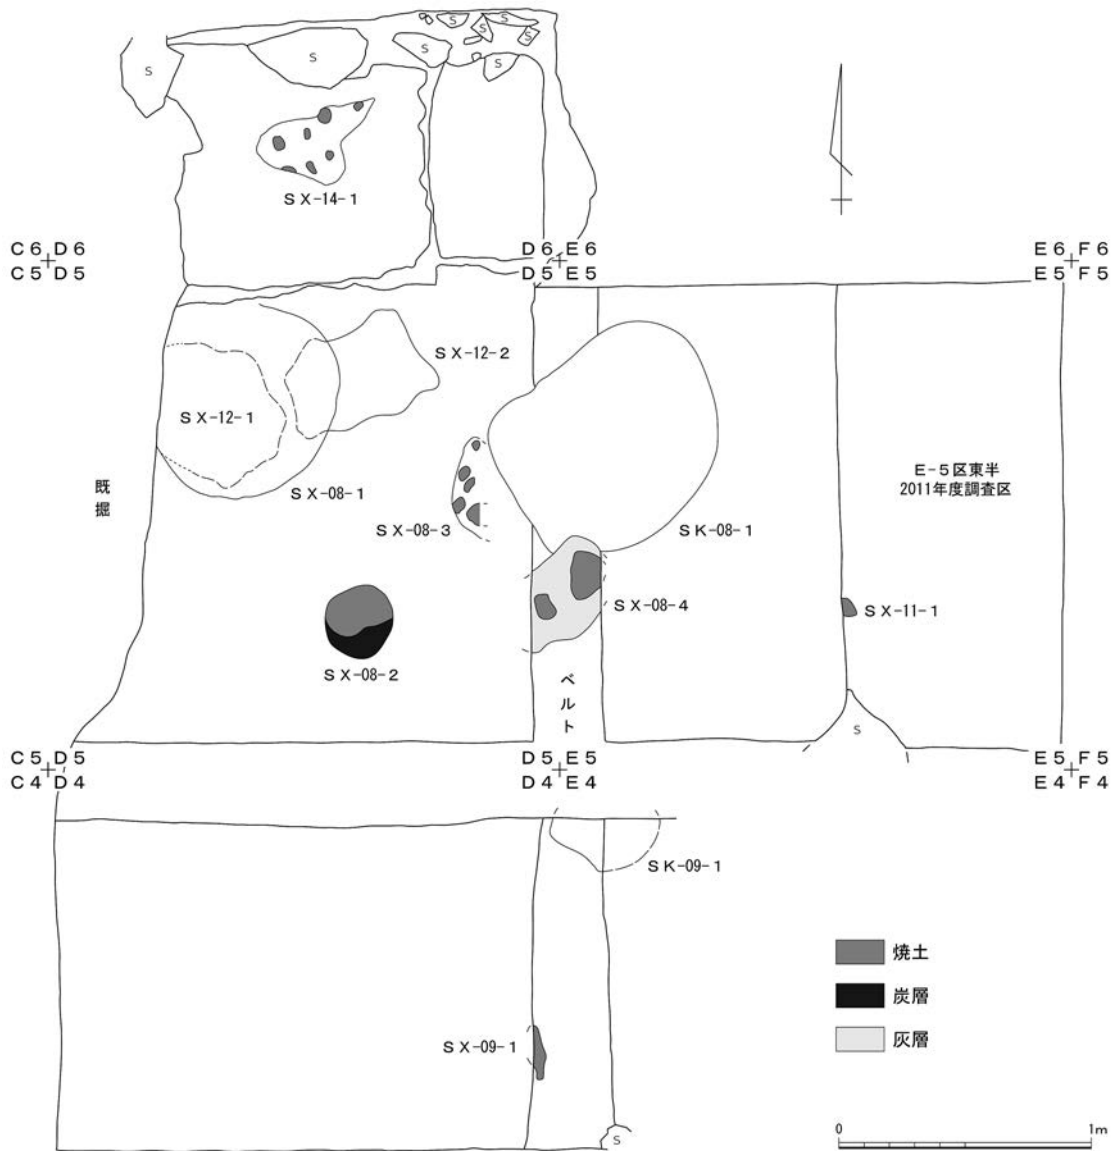 S
S
S
S
S
S
S
S
SX-14-1
C6 D6
C5 D5
D6 E6
D5 E5
E6 F6
E5 F5
SX-12-2
SX-12-1
SX-08-1
既掘
SX-08-3
SK-08-1
E-5区東半
2011年度調査区
SX-08-4
SX-11-1
SX-08-2
ベルト
S
C5 D5
C4 D4
D5 E5
D4 E4
E5 F5
E4 F4
SK-09-1
焼土
炭層
灰層
SX-09-1
S
0 1m